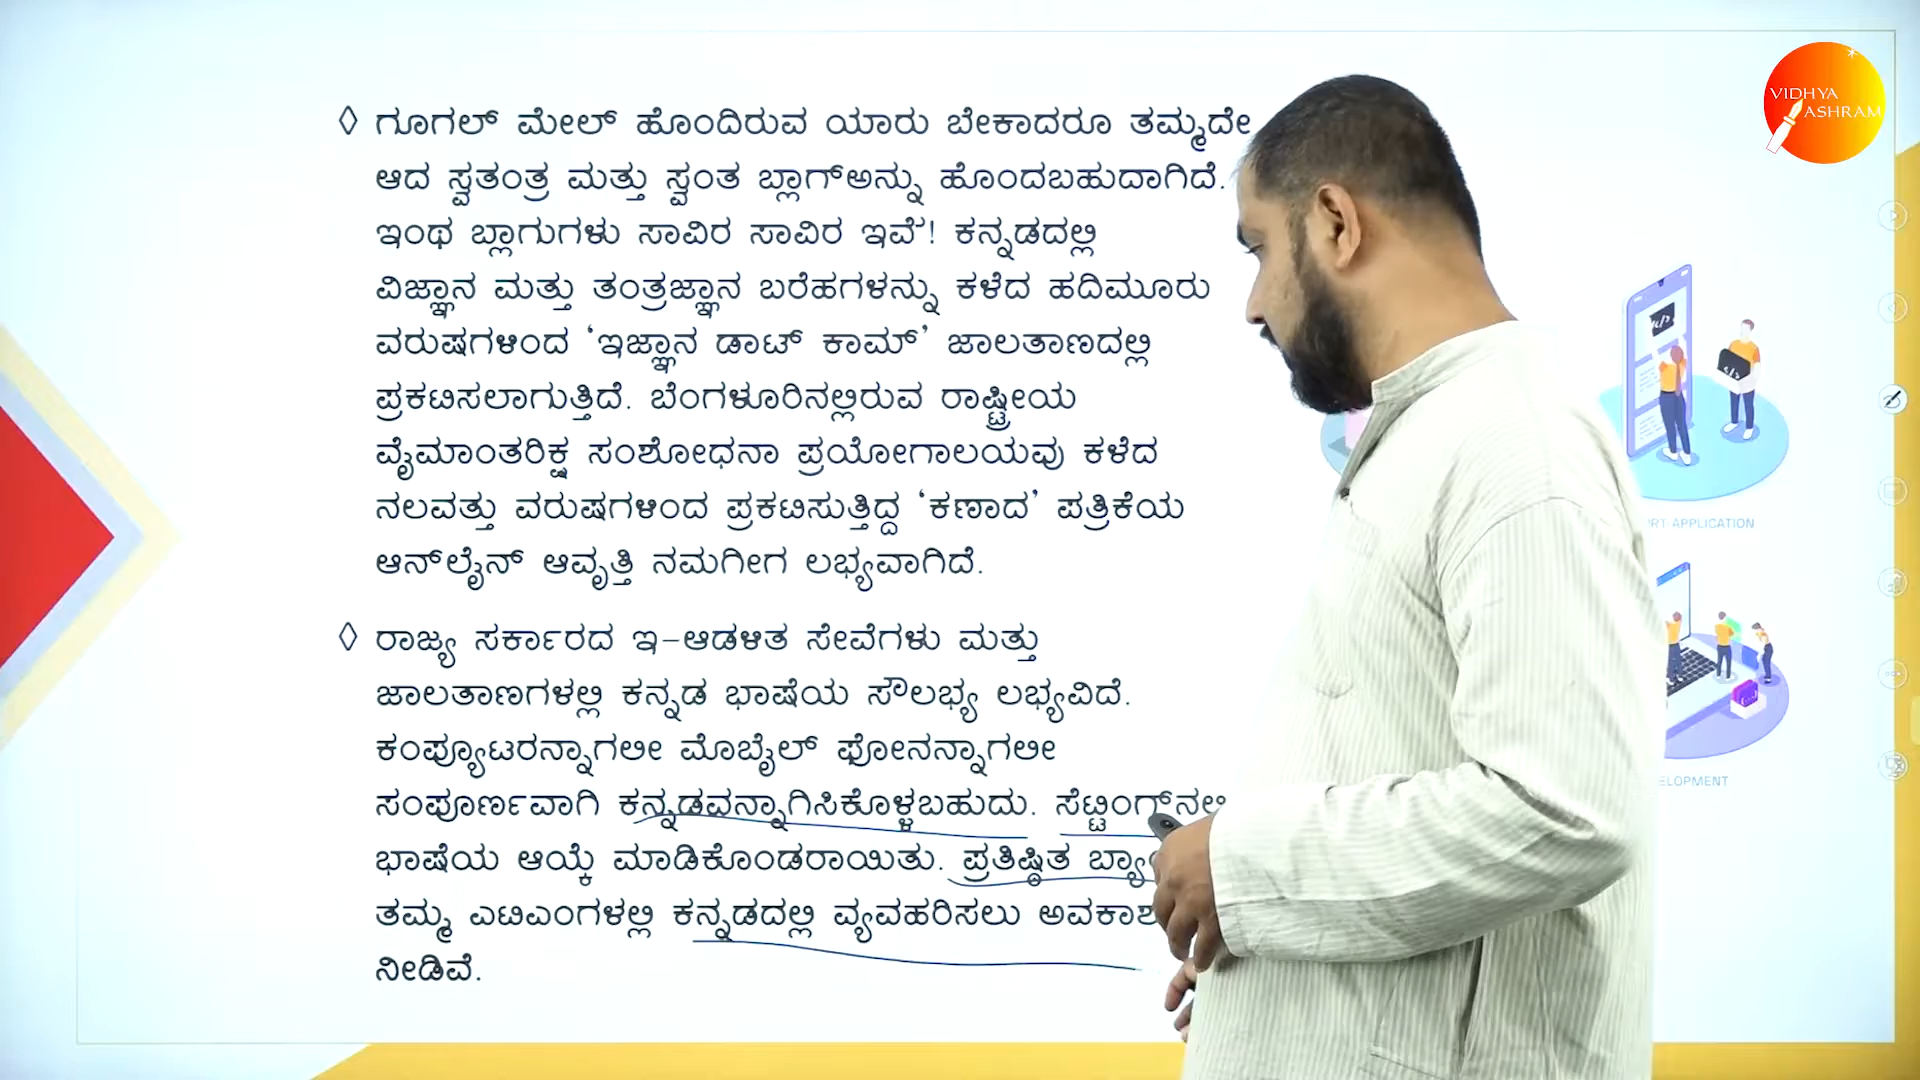 ◊ ಗೂಗಲ್ ಮೇಲ್ ಹೊಂದಿರುವ ಯಾರು ಬೇಕಾದರೂ ತಮ್ಮದೇ
ಆದ ಸ್ವತಂತ್ರ ಮತ್ತು ಸ್ವಂತ ಬ್ಲಾಗ್‌ಅನ್ನು ಹೊಂದಬಹುದಾಗಿದೆ.
ಇಂಥ ಬ್ಲಾಗುಗಳು ಸಾವಿರ ಸಾವಿರ ಇವೆ! ಕನ್ನಡದಲ್ಲಿ
ವಿಜ್ಞಾನ ಮತ್ತು ತಂತ್ರಜ್ಞಾನ ಬರೆಹಗಳನ್ನು ಕಳೆದ ಹದಿಮೂರು
ವರುಷಗಳಿಂದ ‘ಇಜ್ಞಾನ ಡಾಟ್ ಕಾಮ್’ ಜಾಲತಾಣದಲ್ಲಿ
ಪ್ರಕಟಿಸಲಾಗುತ್ತಿದೆ. ಬೆಂಗಳೂರಿನಲ್ಲಿರುವ ರಾಷ್ಟ್ರೀಯ
ವೈಮಾಂತರಿಕ್ಷ ಸಂಶೋಧನಾ ಪ್ರಯೋಗಾಲಯವು ಕಳೆದ
ನಲವತ್ತು ವರುಷಗಳಿಂದ ಪ್ರಕಟಿಸುತ್ತಿದ್ದ ‘ಕಣಾದ’ ಪತ್ರಿಕೆಯ
ಆನ್‌ಲೈನ್ ಆವೃತ್ತಿ ನಮಗೀಗ ಲಭ್ಯವಾಗಿದೆ.
◊ ರಾಜ್ಯ ಸರ್ಕಾರದ ಇ–ಆಡಳಿತ ಸೇವೆಗಳು ಮತ್ತು
ಜಾಲತಾಣಗಳಲ್ಲಿ ಕನ್ನಡ ಭಾಷೆಯ ಸೌಲಭ್ಯ ಲಭ್ಯವಿದೆ.
ಕಂಪ್ಯೂಟರನ್ನಾಗಲೀ ಮೊಬೈಲ್ ಫೋನನ್ನಾಗಲೀ
ಸಂಪೂರ್ಣವಾಗಿ ಕನ್ನಡವನ್ನಾಗಿಸಿಕೊಳ್ಳಬಹುದು.
ಭಾಷೆಯ ಆಯ್ಕೆ ಮಾಡಿಕೊಂಡರಾಯಿತು. ಪ್ರತಿಷ್ಠಿತ
ತಮ್ಮ ಎಟಿಎಂಗಳಲ್ಲಿ ಕನ್ನಡದಲ್ಲಿ ವ್ಯವಹರಿಸಲು
ನೀಡಿವೆ.
VIDHYA
ASHRAM
APPLICATION